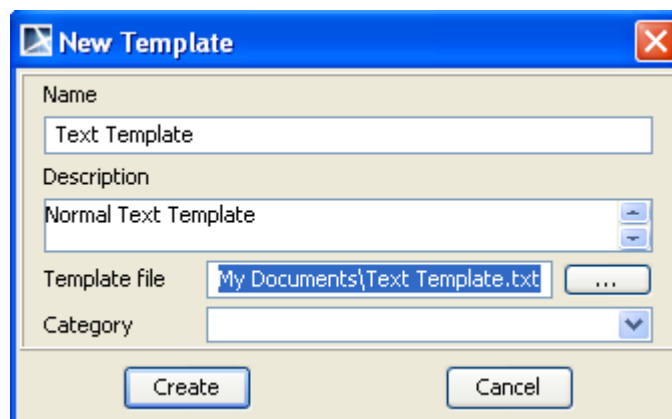 New Template
Name
Text Template
Description
Normal Text Template
Template file My Documents\Text Template.txt ...
Category
Create Cancel